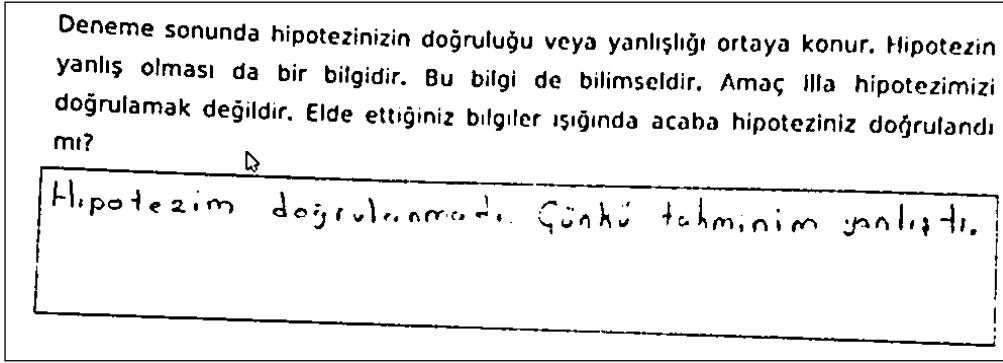 Deneme sonunda hipotezinizin doğruluğu veya yanlışlığı ortaya konur. Hipotezin
yanlış olması da bir bilgidir. Bu bilgi de bilimseldir. Amaç illa hipotezimizi
doğrulamak değildir. Elde ettiğiniz bilgiler ışığında acaba hipoteziniz doğrulandı
mı?
Hipotezim doğrulanmadı. Çünkü tahminim yanlıştı.